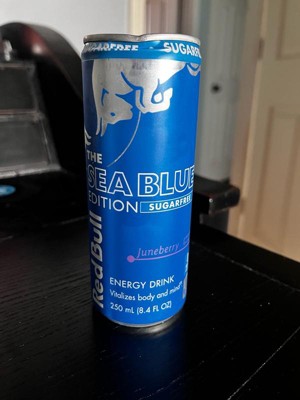 SUGARFREE SUGARFREE
THE
SEA BLUE
EDITION SUGARFREE
Red Bull
Juneberry
ENERGY DRINK
Vitalizes body and mind
250 mL (8.4 FL OZ)